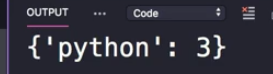 OUTPUT ... Code
{'python': 3}